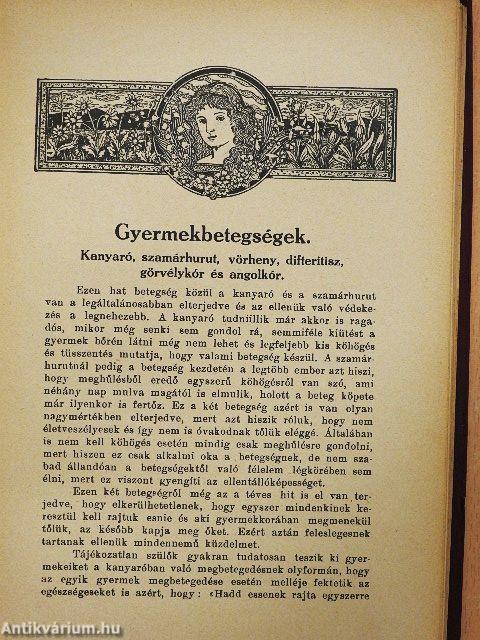 Gyermekbetegségek.
Kanyaró, szamárhurut, vörheny, difteritisz,
görvélykór és angolkór.
Ezen hat betegség közül a kanyaró és a szamárhurut
van a legáltalánosabban elterjedve és az ellenük való védeke-
zés a legnehezebb. A kanyaró tudniillik már akkor is raga-
dós, mikor még senki sem gondol rá, semmiféle kiütést a
gyermek bőrén látni még nem lehet és legfeljebb kis köhögés
és tüsszentés mutatja, hogy valami betegség készül. A szamár-
hurutnál pedig a betegség kezdetén a legtöbb ember azt hiszi,
hogy meghűlésből eredő egyszerű köhögésről van szó, ami
néhány nap mulva magától is elmulik, holott a beteg köpete
már ilyenkor is fertőz. Ez a két betegség azért is van olyan
nagymértékben elterjedve, mert azt hiszik róluk, hogy nem
életveszélyesek és így nem is óvakodnak tőlük eléggé. Általában
is nem kell köhögés esetén mindig csak meghűlésre gondolni,
mert hiszen ez csak alkalmi oka a betegségnek, de nem sza-
bad állandóan a betegségektől való félelem légkörében sem
élni, mert ez viszont gyengíti az ellentállóképességet.
Ezen két betegségről még az a téves hit is el van ter-
jedve, hogy elkerülhetetlenek, hogy egyszer mindenkinek ke-
resztül kell rajtuk esnie és aki gyermekkorában megmenekül
tőlük, az később kapja meg őket. Ezért aztán feleslegesnek
tartanak ellenük mindennemű küzdelmet.
Tájékozatlan szülők gyakran tudatosan teszik ki gyer-
mekeiket a kanyaróban való megbetegedésnek olyformán, hogy
az egyik gyermek megbetegedése esetén melléje fektetik az
egészségeseket is azért, hogy: «Hadd essenek rajta egyszerre
Antikvárium.hu